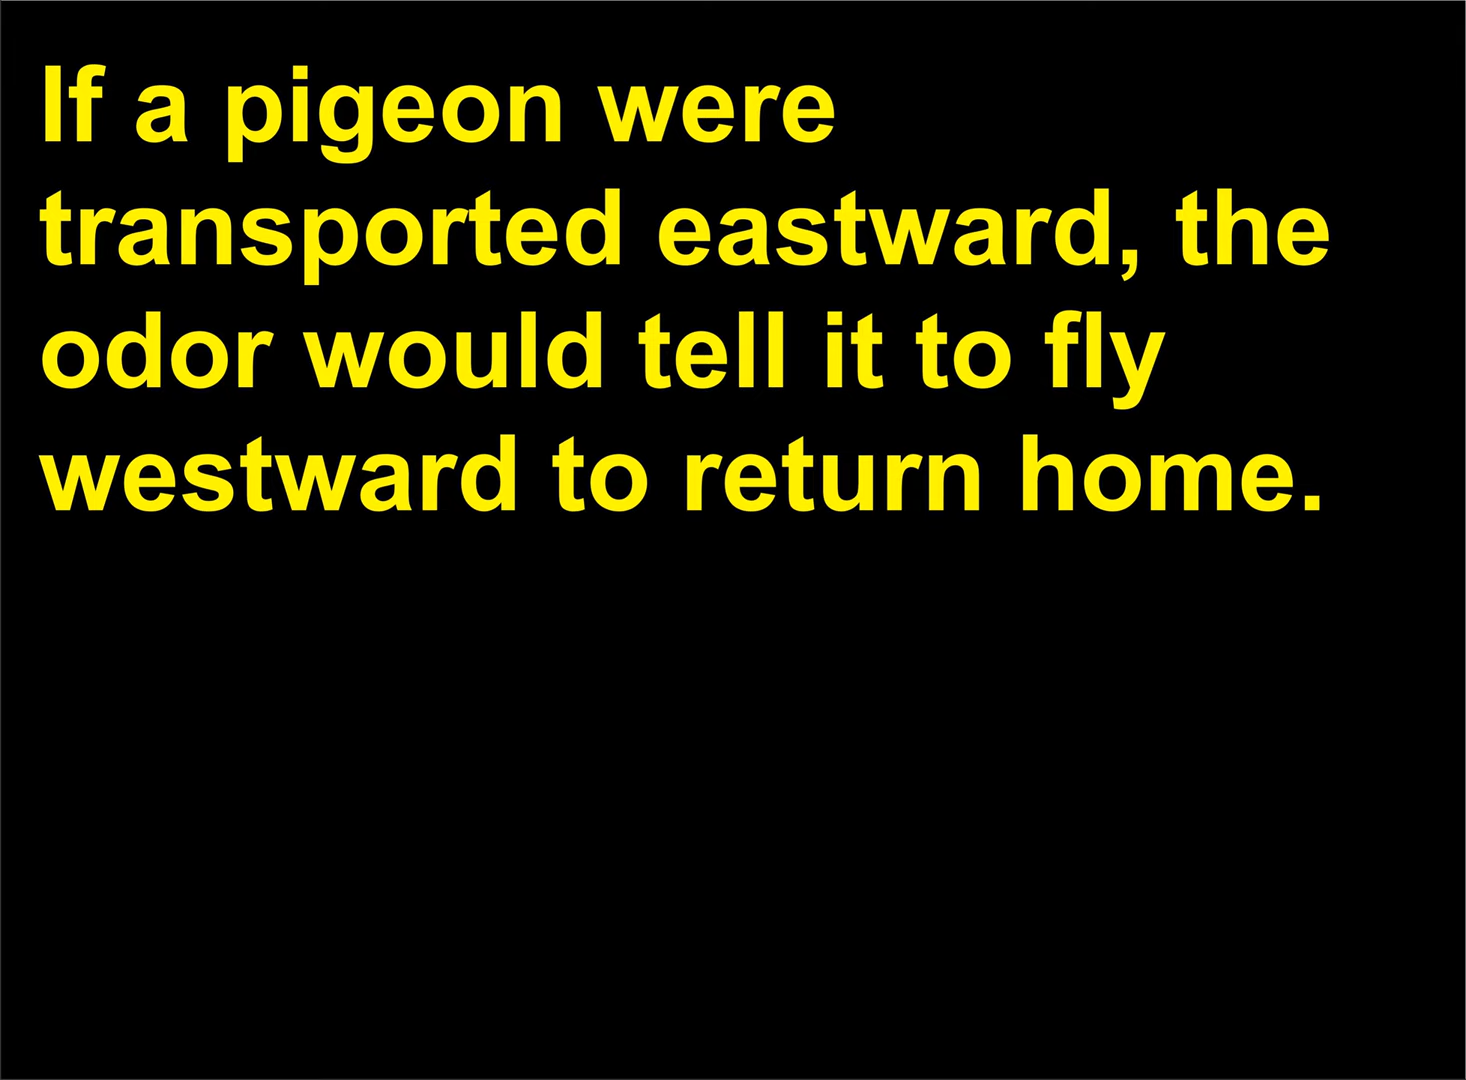 If a pigeon were
transported eastward, the
odor would tell it to fly
westward to return home.